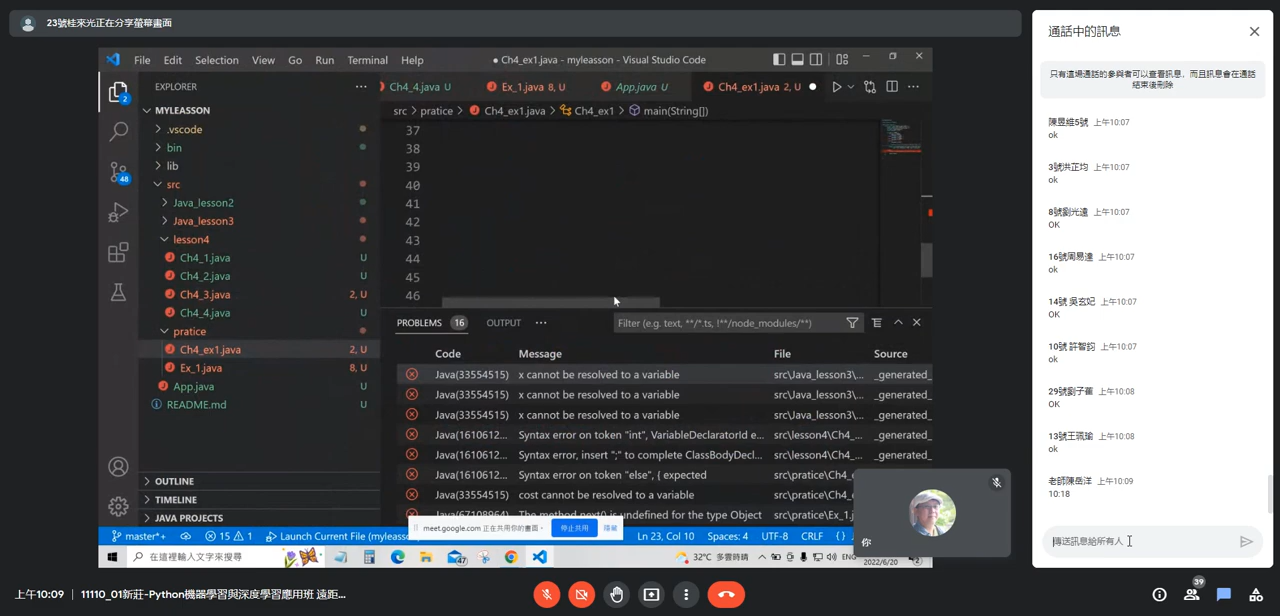 23號桂來光正在分享螢幕畫面
File Edit Selection View Go Run Terminal Help
● Ch4_ex1.java - myleasson - Visual Studio Code
EXPLORER
Ch4_4.java U
Ex_1.java 8, U
App.java U
Ch4_ex1.java 2, U
src > pratice > Ch4_ex1.java > Ch4_ex1 > main(String[])
MYLEASSON
.vscode
bin
lib
src
Java_lesson2
Java_lesson3
lesson4
Ch4_1.java U
Ch4_2.java U
Ch4_3.java 2, U
Ch4_4.java U
pratice
Ch4_ex1.java 2, U
Ex_1.java 8, U
App.java U
README.md U
OUTLINE
TIMELINE
JAVA PROJECTS
2
48
37
38
39
40
41
42
43
44
45
46
PROBLEMS 16 OUTPUT
Filter (e.g. text, **/*.ts, !**/node_modules/**)
Code Message File Source
Java(33554515) x cannot be resolved to a variable src\Java_lesson3\... _generated_
Java(33554515) x cannot be resolved to a variable src\Java_lesson3\... _generated_
Java(33554515) x cannot be resolved to a variable src\Java_lesson3\... _generated_
Java(1610612... Syntax error on token "int", VariableDeclaratorId e... src\lesson4\Ch4_... _generated_
Java(1610612... Syntax error, insert ";" to complete ClassBodyDecl... src\lesson4\Ch4_... _generated_
Java(1610612... Syntax error on token "else", { expected src\pratice\Ch4_
Java(33554515) cost cannot be resolved to a variable src\pratice\Ch4_
Java(67108964) The method next() is undefined for the type Object src\pratice\Ex_1.j
meet.google.com 正在共用你的畫面。 停止共用 隱藏
master*+ 15 1 Launch Current File (myleasso
Ln 23, Col 10 Spaces: 4 UTF-8 CRLF {}
在這裡輸入文字來搜尋
47
32°C 多雲時晴
ENG
2022/6/20
2
你
通話中的訊息
只有這場通話的參與者可以查看訊息，而且訊息會在通話
結束後刪除
陳昱維5號 上午10:07
ok
3號洪正均 上午10:07
ok
8號劉光遠 上午10:07
OK
16號周易達 上午10:07
ok
14號 吳玄妃 上午10:07
OK
10號 許智鈞 上午10:07
ok
29號劉子蕉 上午10:08
OK
13號王珮瑜 上午10:08
ok
老師陳岳洋 上午10:09
10:18
傳送訊息給所有人
上午10:09 | 11110_01新莊-Python機器學習與深度學習應用班 遠距...
39